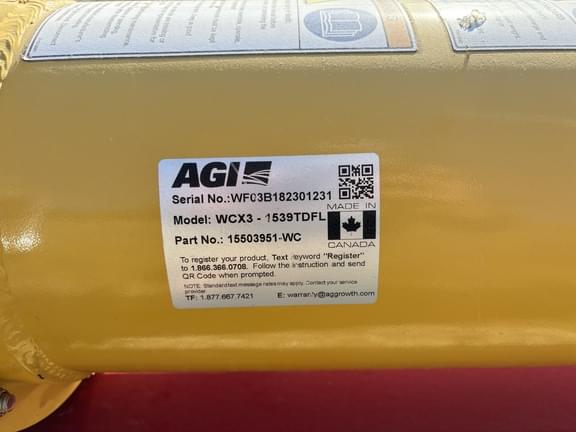 AGI
Serial No.:WF03B182301231
MADE IN
Model: WCX3 - 1539TDFL
CANADA
Part No.: 15503951-WC
To register your product, Text keyword "Register"
to 1.866.366.0708. Follow the instruction and send
QR Code when prompted.
NOTE: Standard text message rates may apply. Contact your service
provider.
TF: 1.877.667.7421 E: warranty@aggrowth.com